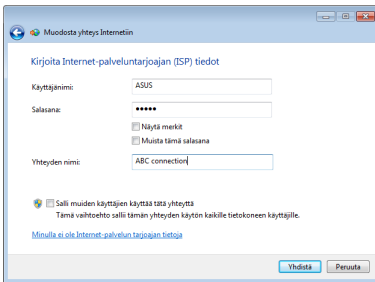 Muodosta yhteys Internetiin
Kirjoita Internet-palveluntarjoajan (ISP) tiedot
Käyttäjänimi: ASUS
Salasana: •••••
Näytä merkit
Muista tämä salasana
Yhteyden nimi: ABC connection
Salli muiden käyttäjien käyttää tätä yhteyttä
Tämä vaihtoehto sallii tämän yhteyden käytön kaikille tietokoneen käyttäjille.
Minulla ei ole Internet-palvelun tarjoajan tietoja
Yhdistä Peruuta